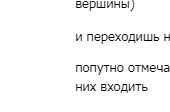 вершины)
и переходишь н
попутно отмеча
них входить